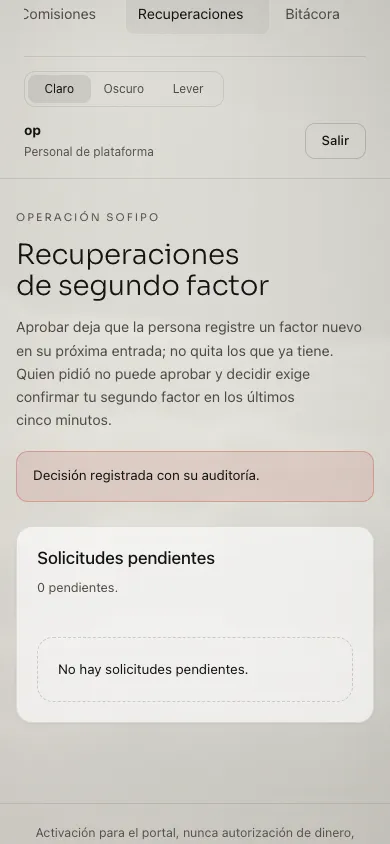 Comisiones Recuperaciones Bitácora
Claro Oscuro Lever
op
Personal de plataforma
Salir
OPERACIÓN SOFIPO
Recuperaciones
de segundo factor
Aprobar deja que la persona registre un factor nuevo
en su próxima entrada; no quita los que ya tiene.
Quien pidió no puede aprobar y decidir exige
confirmar tu segundo factor en los últimos
cinco minutos.
Decisión registrada con su auditoría.
Solicitudes pendientes
0 pendientes.
No hay solicitudes pendientes.
Activación para el portal, nunca autorización de dinero,